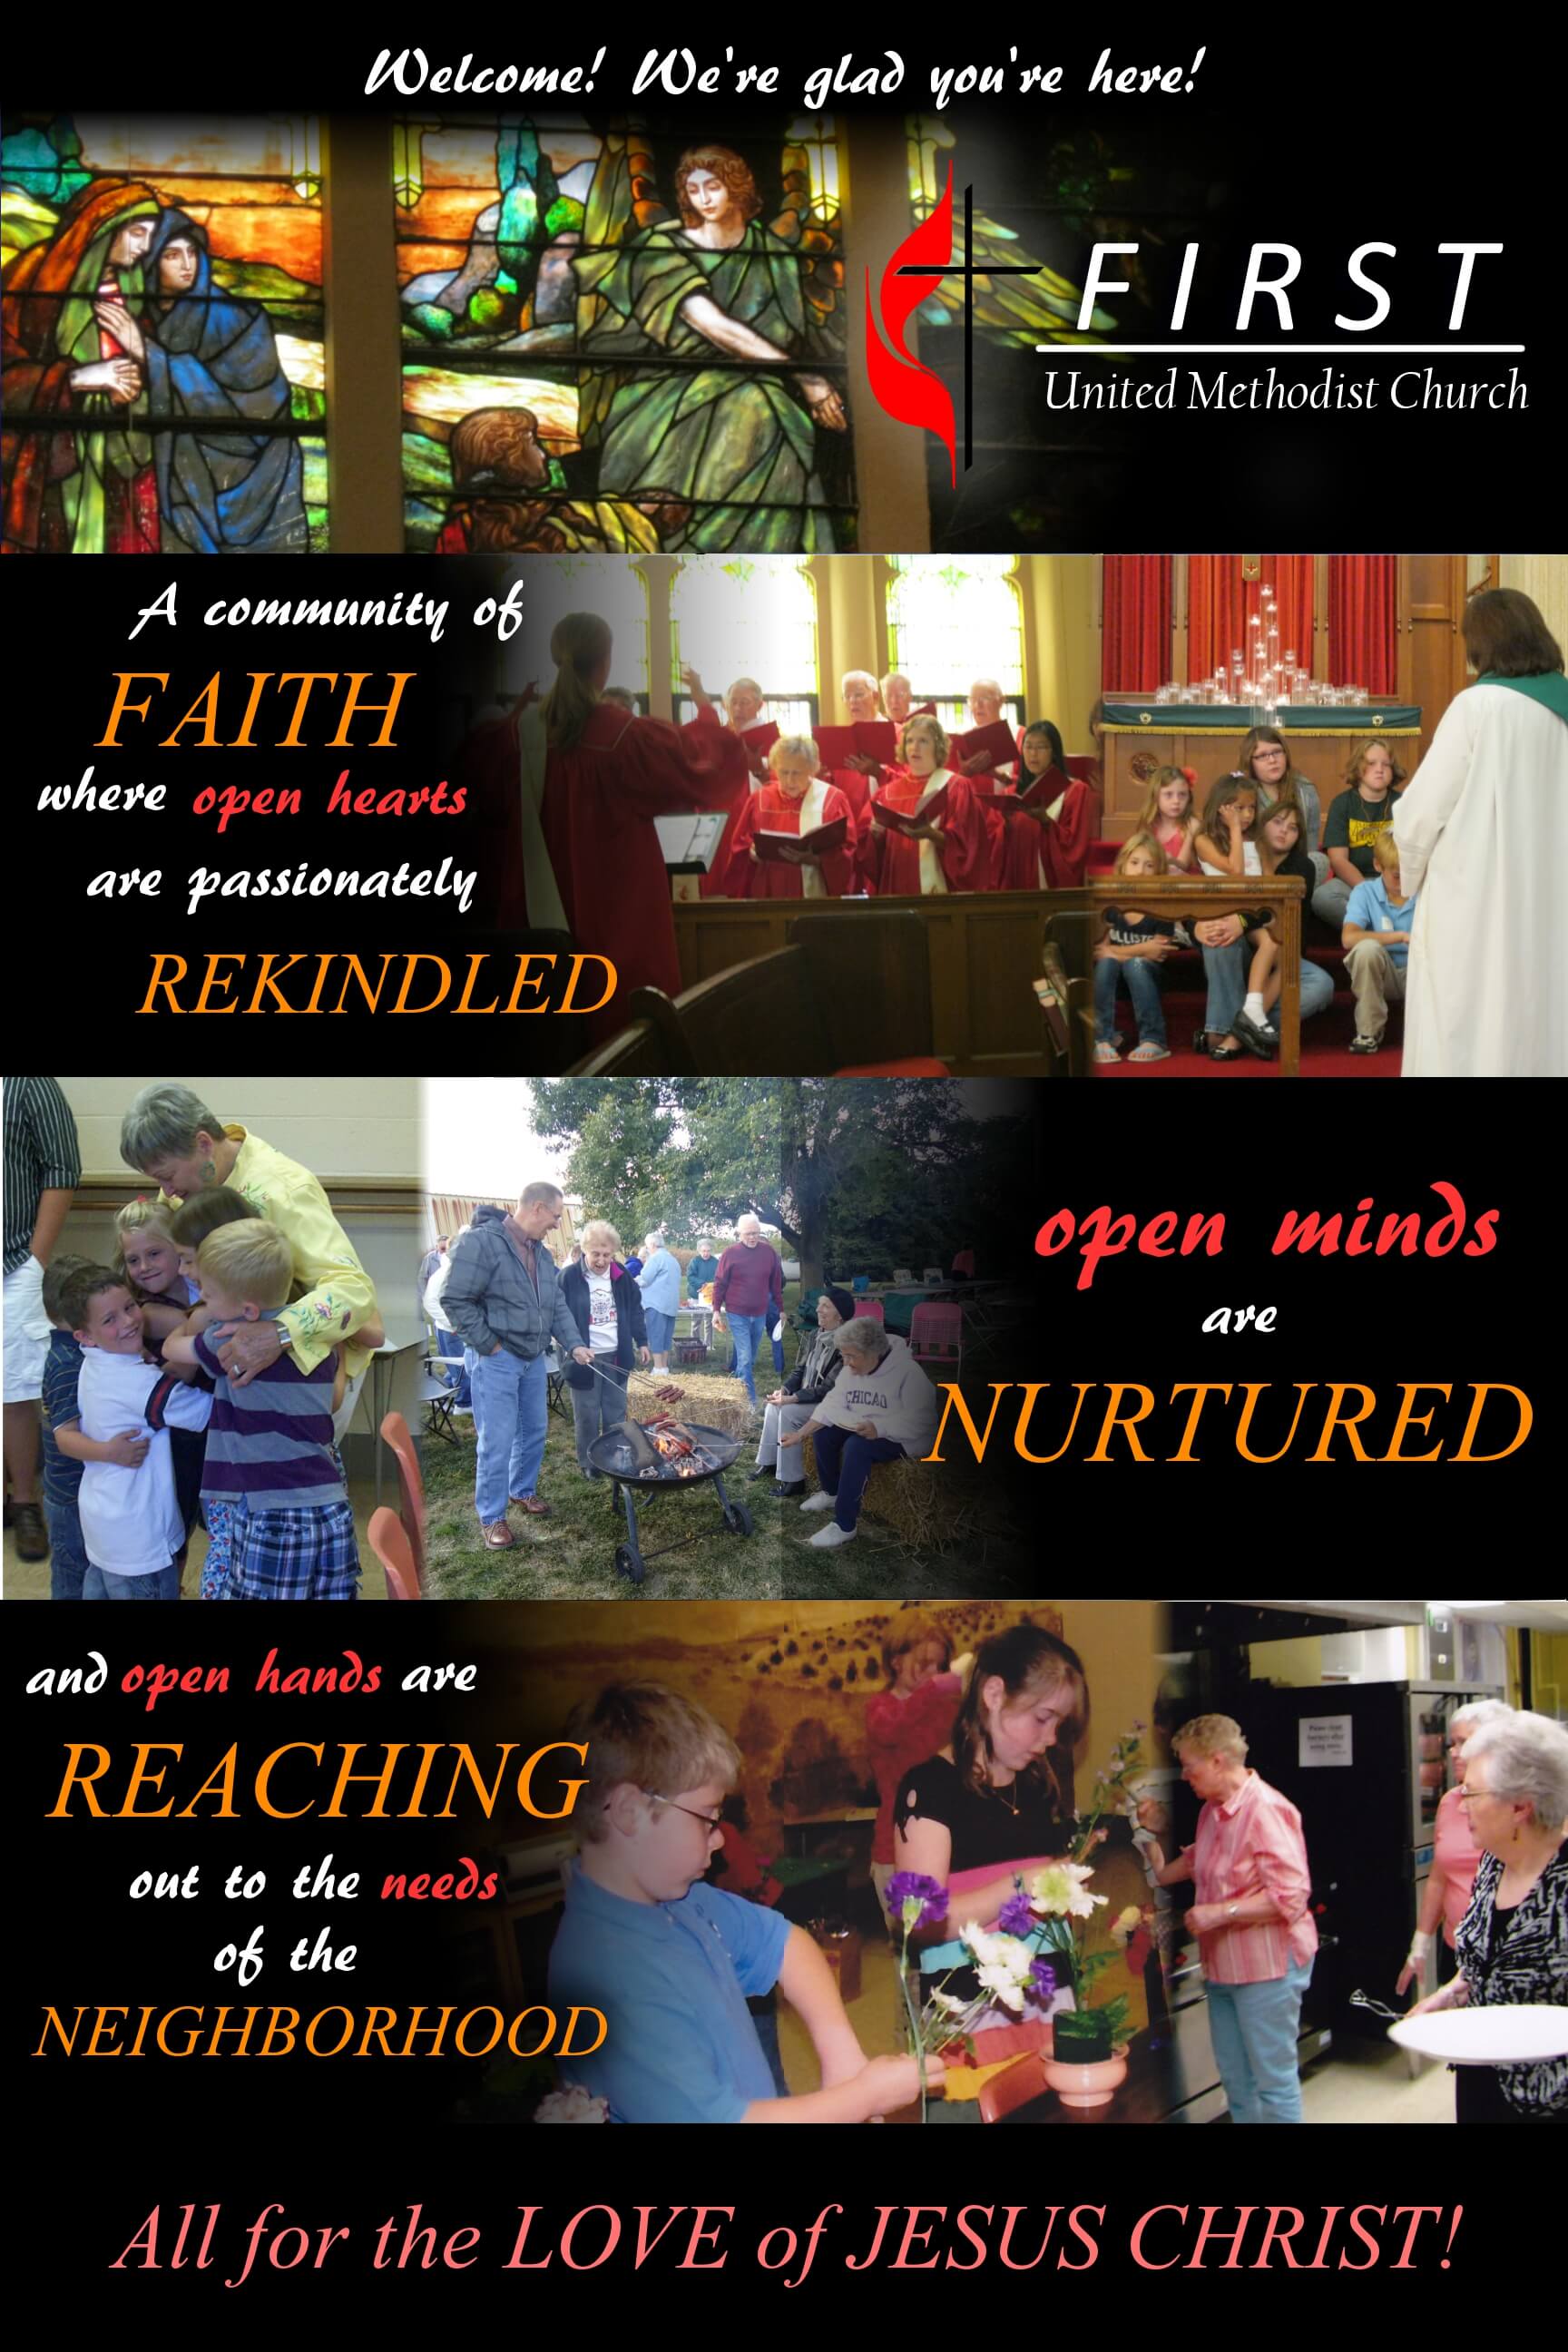 Welcome! We're glad you're here!
FIRST
United Methodist Church
A community of
FAITH
where open hearts
are passionately
REKINDLED
open minds
are
NURTURED
CHICAG
and open hands are
REACHING
out to the needs
of the
NEIGHBORHOOD
All for the LOVE of JESUS CHRIST!